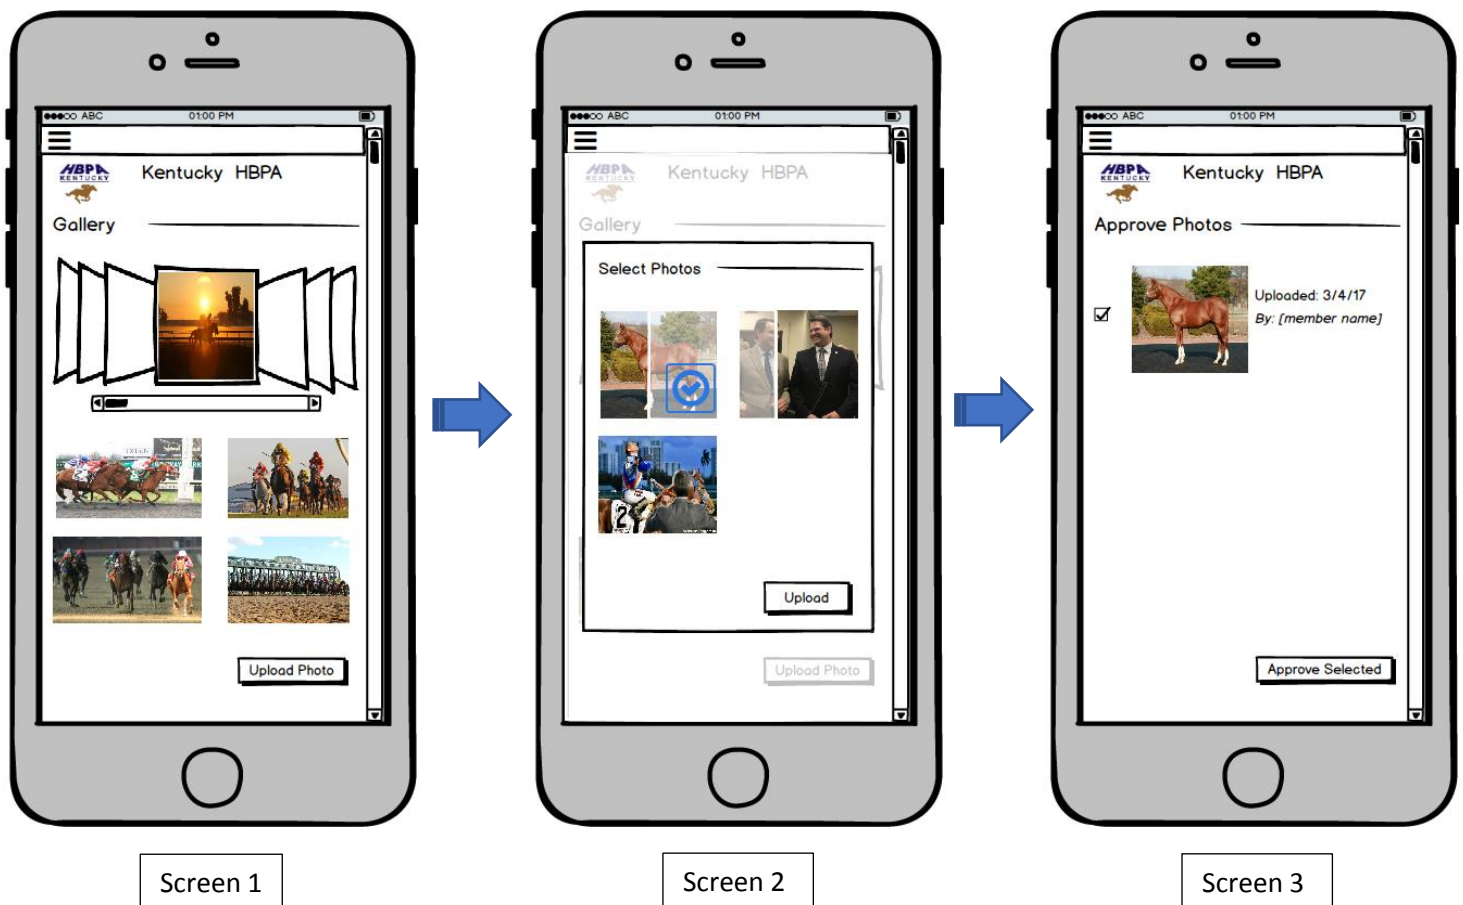 ABC 01:00 PM
HBPA
KENTUCKY
Kentucky HBPA
Gallery
Upload Photo
Screen 1
ABC 01:00 PM
HBPA
KENTUCKY
Kentucky HBPA
Gallery
Select Photos
2
Upload
Upload Photo
Screen 2
ABC 01:00 PM
HBPA
KENTUCKY
Kentucky HBPA
Approve Photos
Uploaded: 3/4/17
By: [member name]
Approve Selected
Screen 3